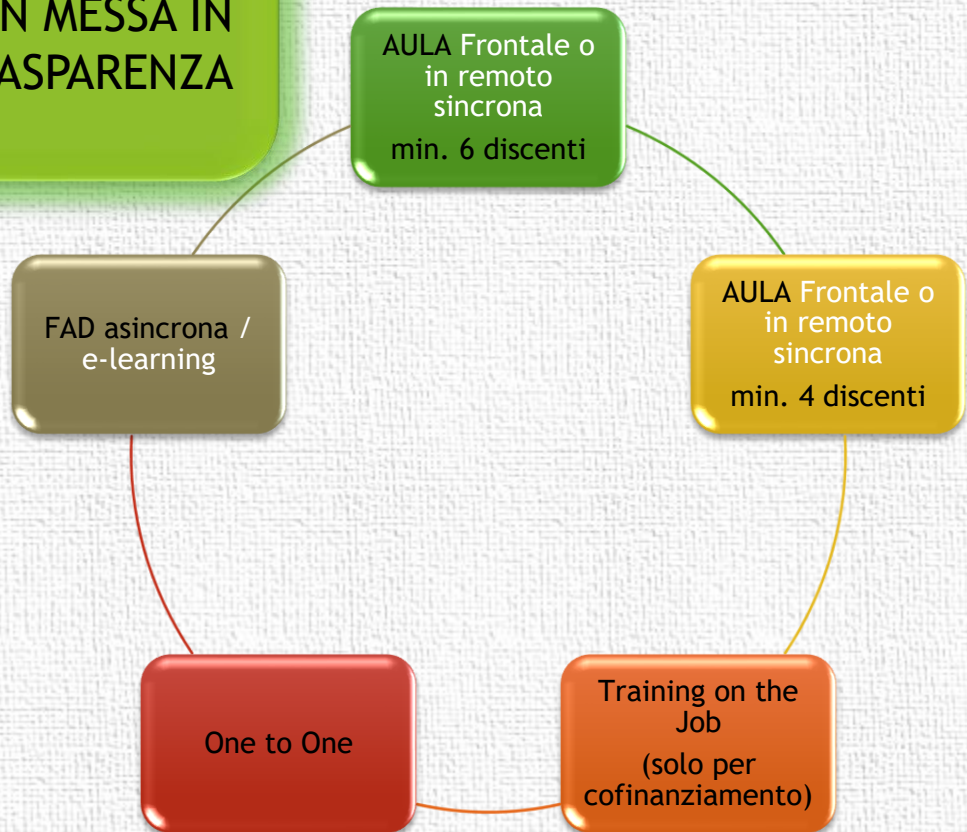 N MESSA IN
ASPARENZA
AULA Frontale o
in remoto
sincrona
min. 6 discenti
AULA Frontale o
in remoto
sincrona
min. 4 discenti
Training on the
Job
(solo per
cofinanziamento)
One to One
FAD asincrona /
e-learning